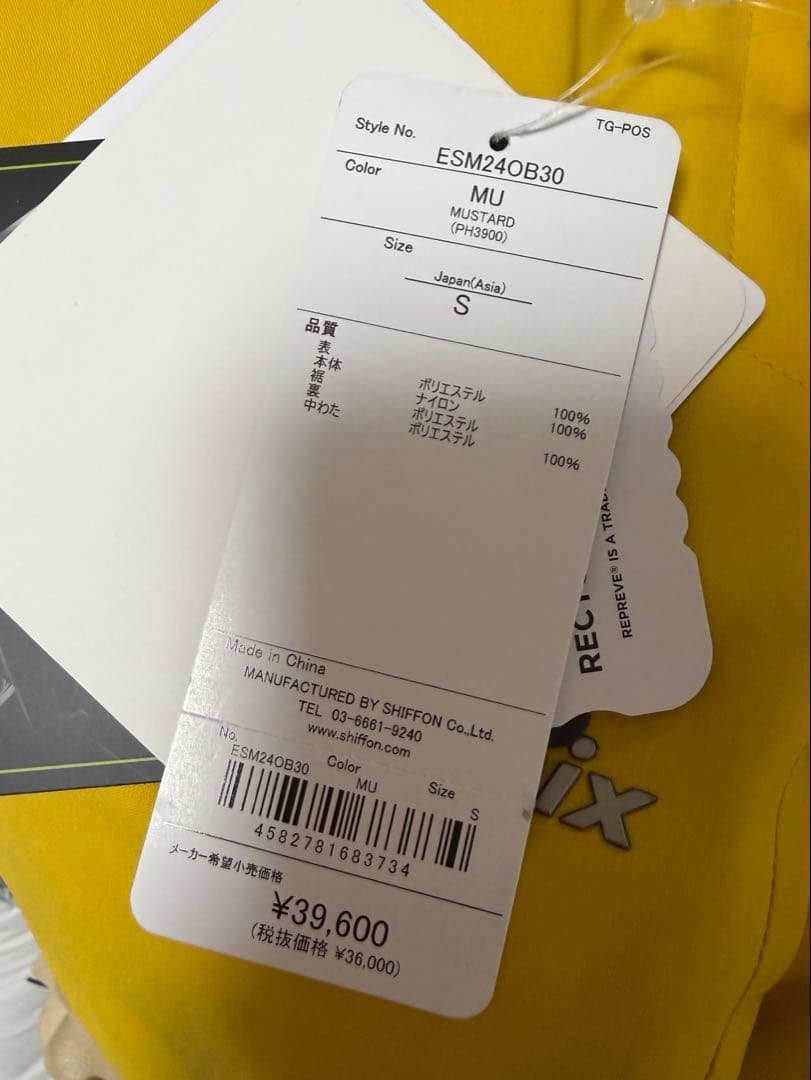 TG-POS
Style No.
ESM24OB30
Color
MU
MUSTARD
(PH3900)
Size
Japan(Asia)
S
品質
表
本体 ポリエステル 100%
裾 ナイロン 100%
裏 ポリエステル
中わた ポリエステル 100%
Made in China
MANUFACTURED BY SHIFFON Co.,Ltd.
TEL 03-6661-9240
www.shiffon.com
No. Color Size
ESM24OB30 MU S
4582781683734
メーカー希望小売価格
¥39,600
(税抜価格 ¥36,000)
REPREVE® IS A
ix